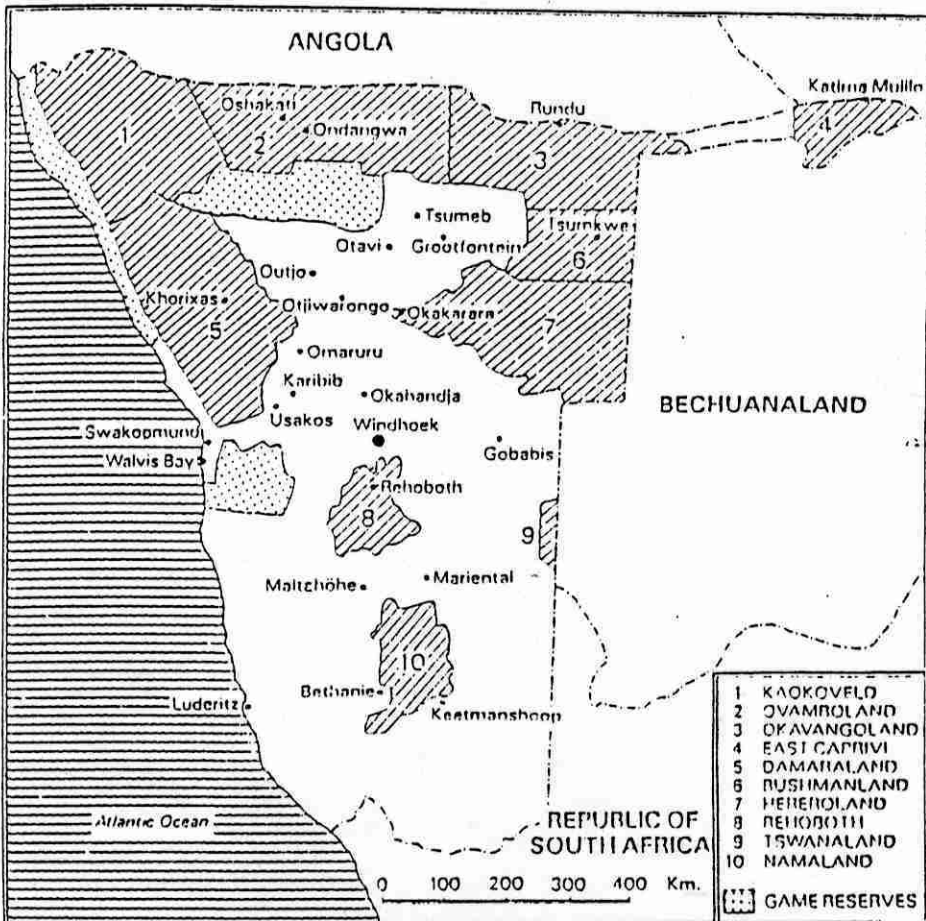 ANGOLA
Katima Mulilo
Oshakati
Rundu
1
2
Ondangwa
3
4
Tsumeb
Tsumkwe
Otavi
Grootfontein
6
Outjo
Khorixas
Otjiwarongo
Okakarara
5
7
Omaruru
Karibib
Okahandja
BECHUANALAND
Usakos
Swakopmund
Windhoek
Gobabis
Walvis Bay
Rehoboth
8
9
Maltzhöhe
Mariental
10
Bethanie
Luderitz
Keetmanshoop
Atlantic Ocean
REPUBLIC OF
SOUTH AFRICA
0 100 200 300 400 Km.
1 KAOKOVELD
2 OVAMBOLAND
3 OKAVANGOLAND
4 EAST CAPRIVI
5 DAMARALAND
6 BUSHMANLAND
7 HEREROLAND
8 REHOBOTH
9 TSWANALAND
10 NAMALAND
GAME RESERVES